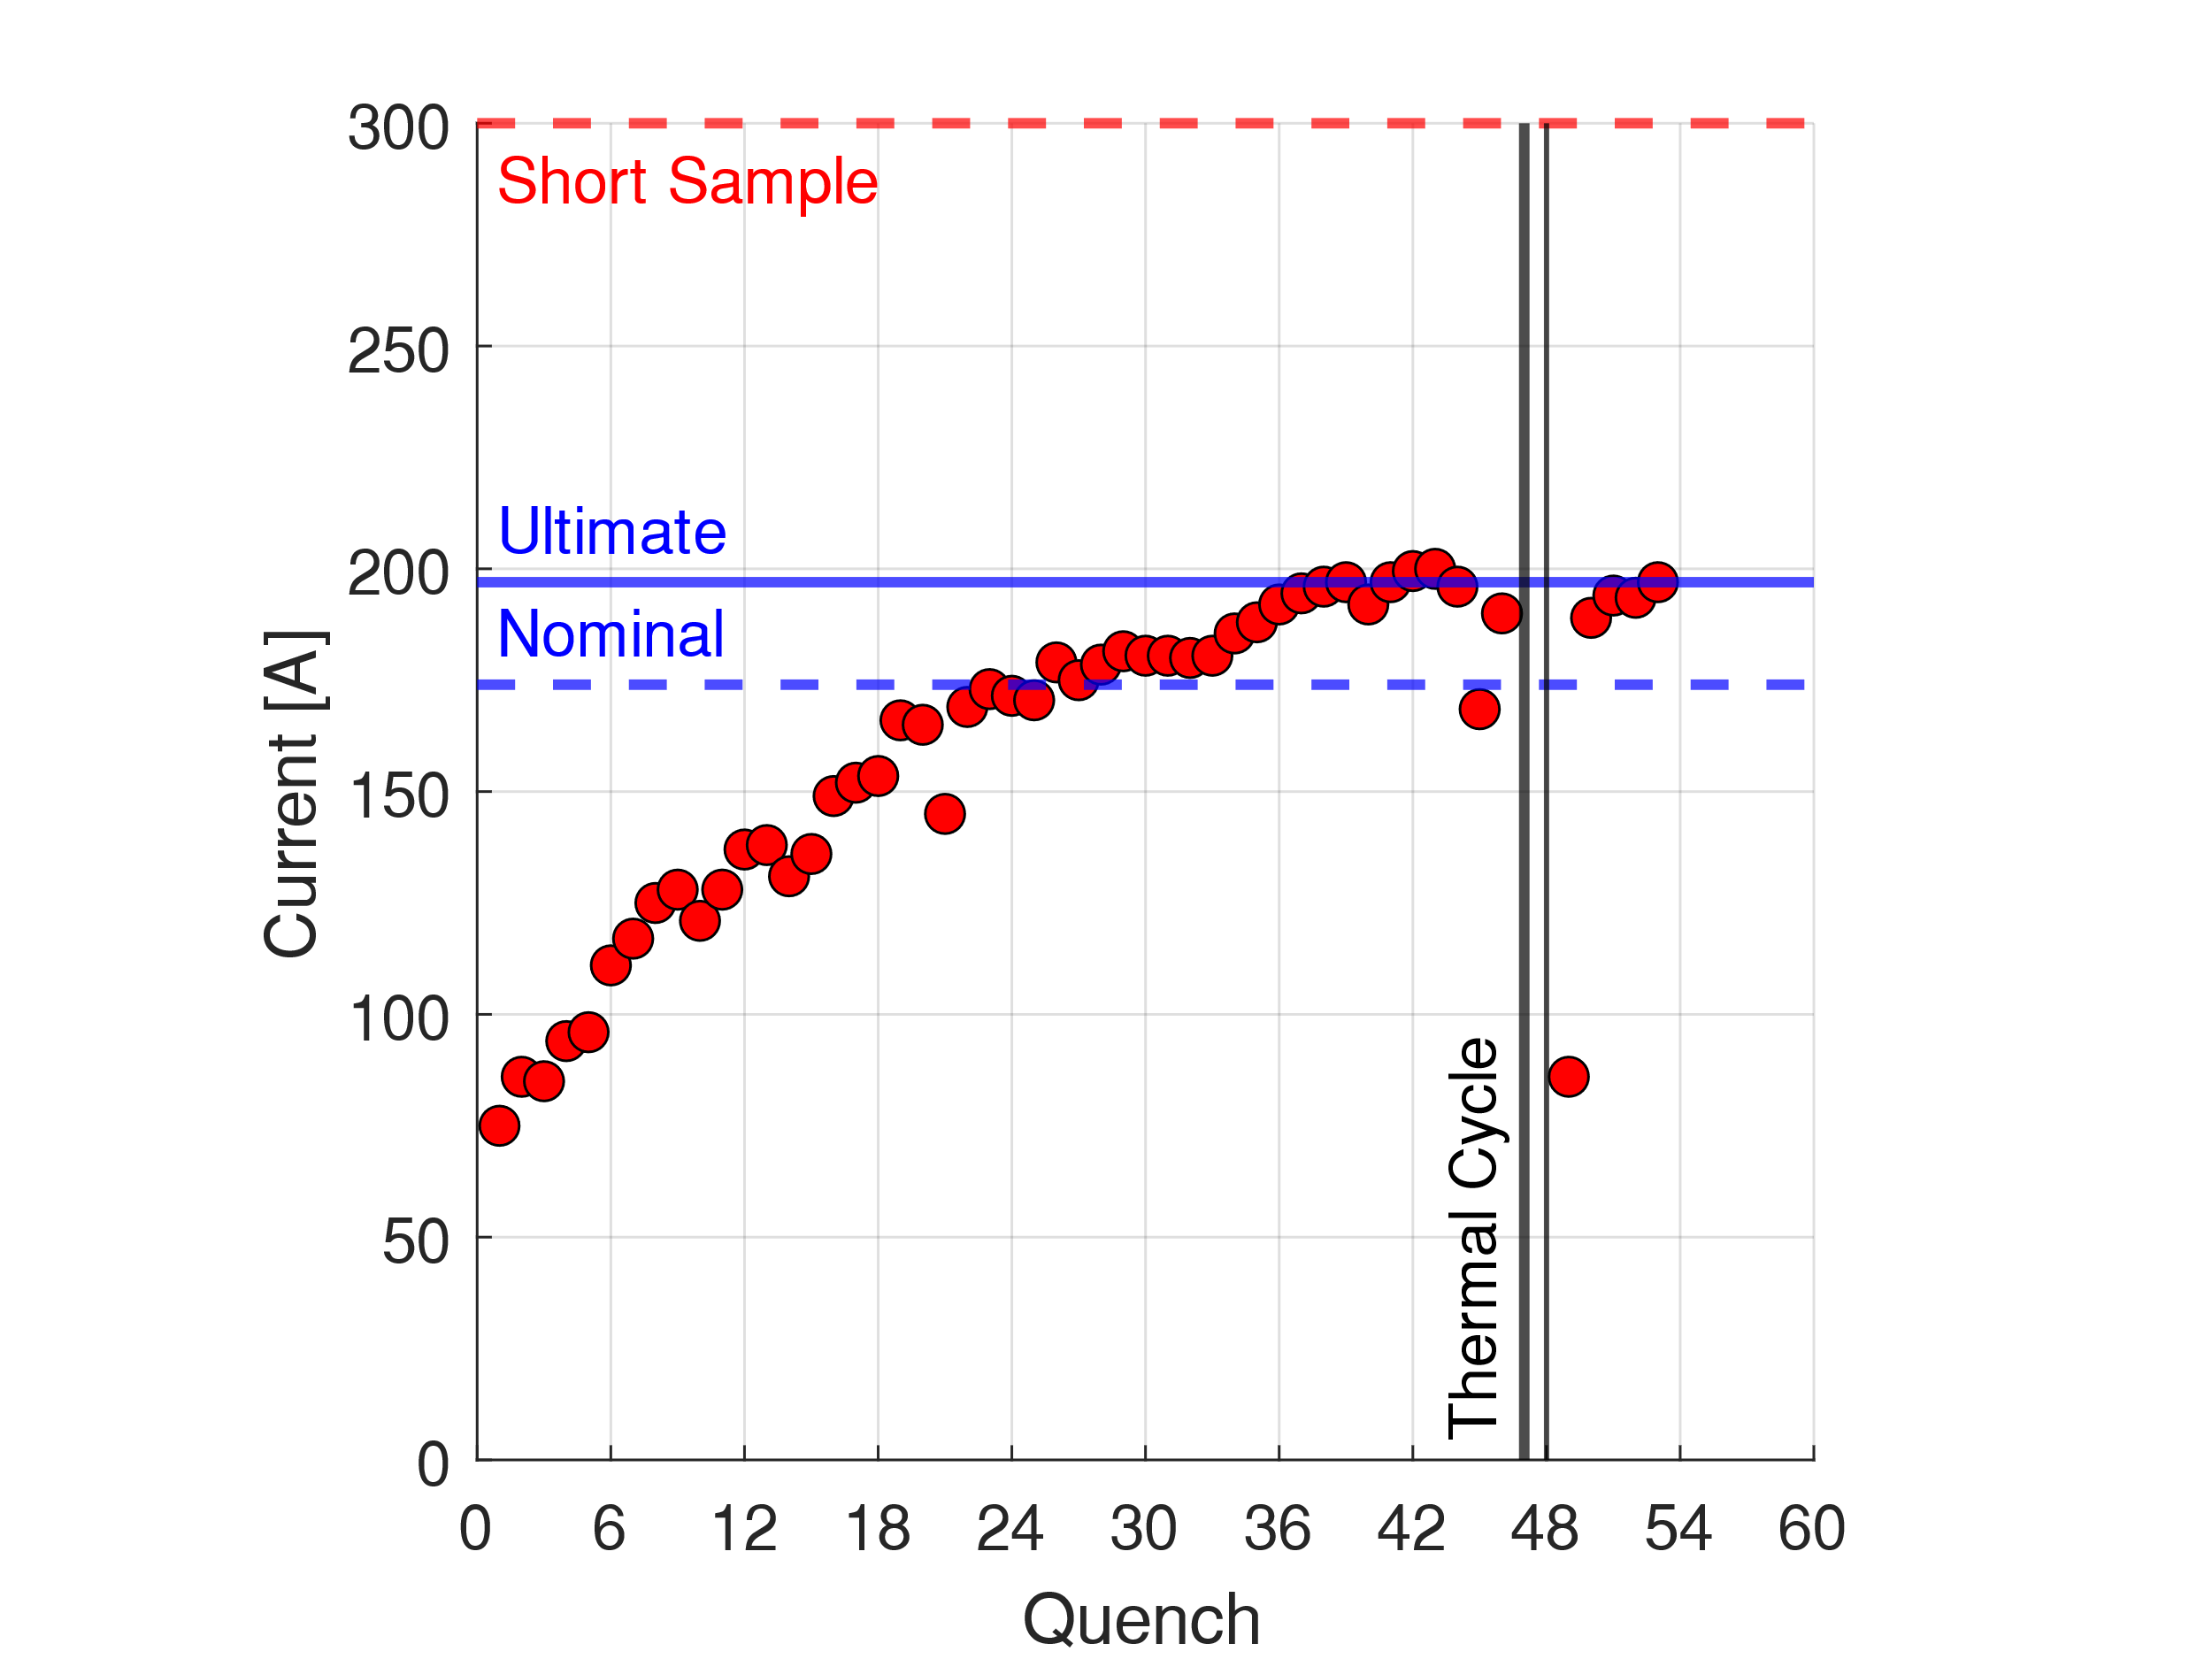 300
Short Sample
250
Ultimate
200
Nominal
150
100
50
0
Current [A]
Thermal Cycle
0 6 12 18 24 30 36 42 48 54 60
Quench